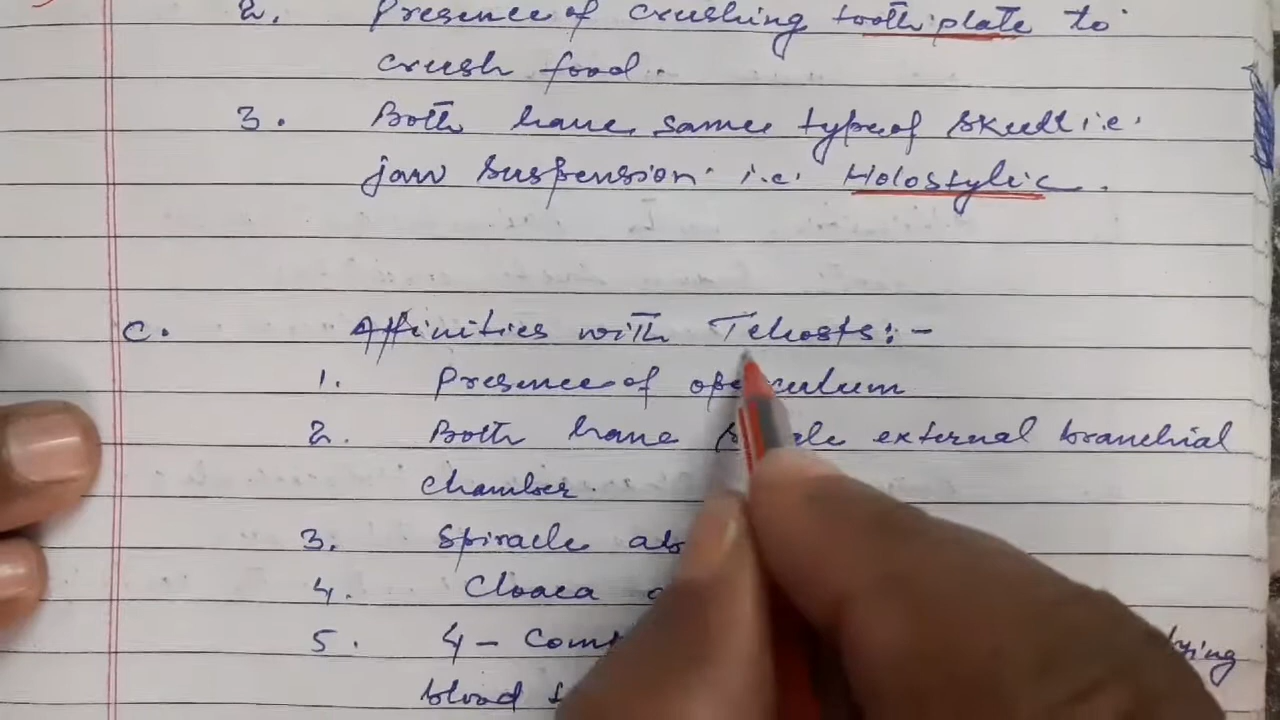 2. Presence of crushing tooth plate to
crush food.
3. Both have same type of skull i.e.
jaw suspension i.e. Holostylic.
C. Affinities with Teleosts:-
1. Presence of operculum
2. Both have external branchial
chamber.
3. Spiracle
4. Cloaca
5. 4-
blood